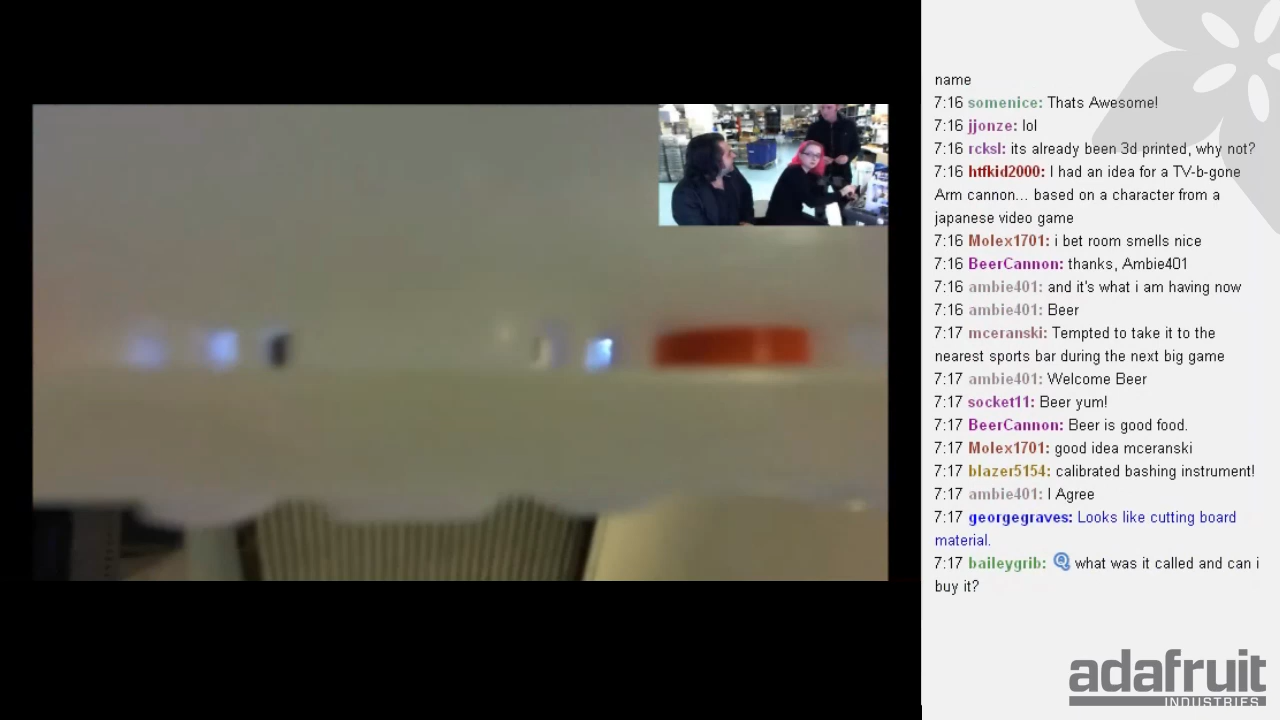 name
7:16 somenice: Thats Awesome!
7:16 jjonze: lol
7:16 rcksl: its already been 3d printed, why not?
7:16 htfkid2000: I had an idea for a TV-b-gone
Arm cannon... based on a character from a
japanese video game
7:16 Molex1701: i bet room smells nice
7:16 BeerCannon: thanks, Ambie401
7:16 ambie401: and it's what i am having now
7:16 ambie401: Beer
7:17 mceranski: Tempted to take it to the
nearest sports bar during the next big game
7:17 ambie401: Welcome Beer
7:17 socket11: Beer yum!
7:17 BeerCannon: Beer is good food.
7:17 Molex1701: good idea mceranski
7:17 blazer5154: calibrated bashing instrument!
7:17 ambie401: I Agree
7:17 georgegraves: Looks like cutting board
material.
7:17 baileygrib: what was it called and can i
buy it?
adafruit
INDUSTRIES